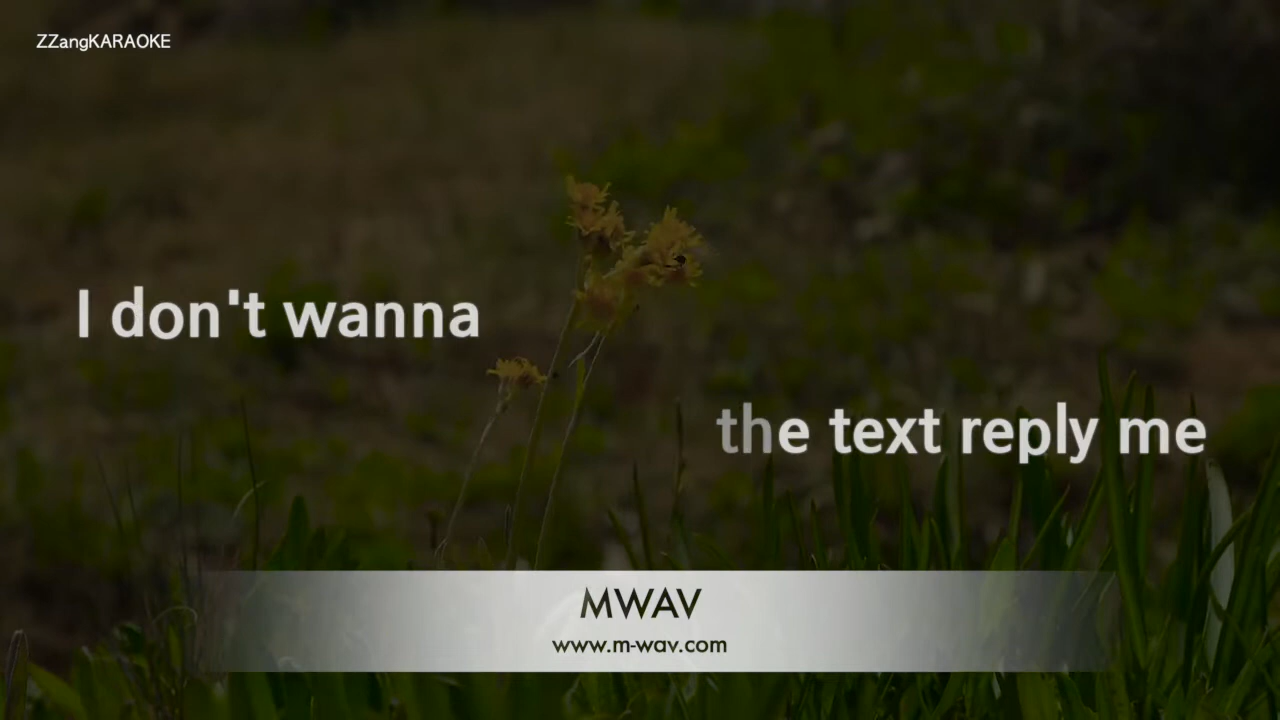 ZZangKARAOKE
I don't wanna
the text reply me
MWAV
www.m-wav.com